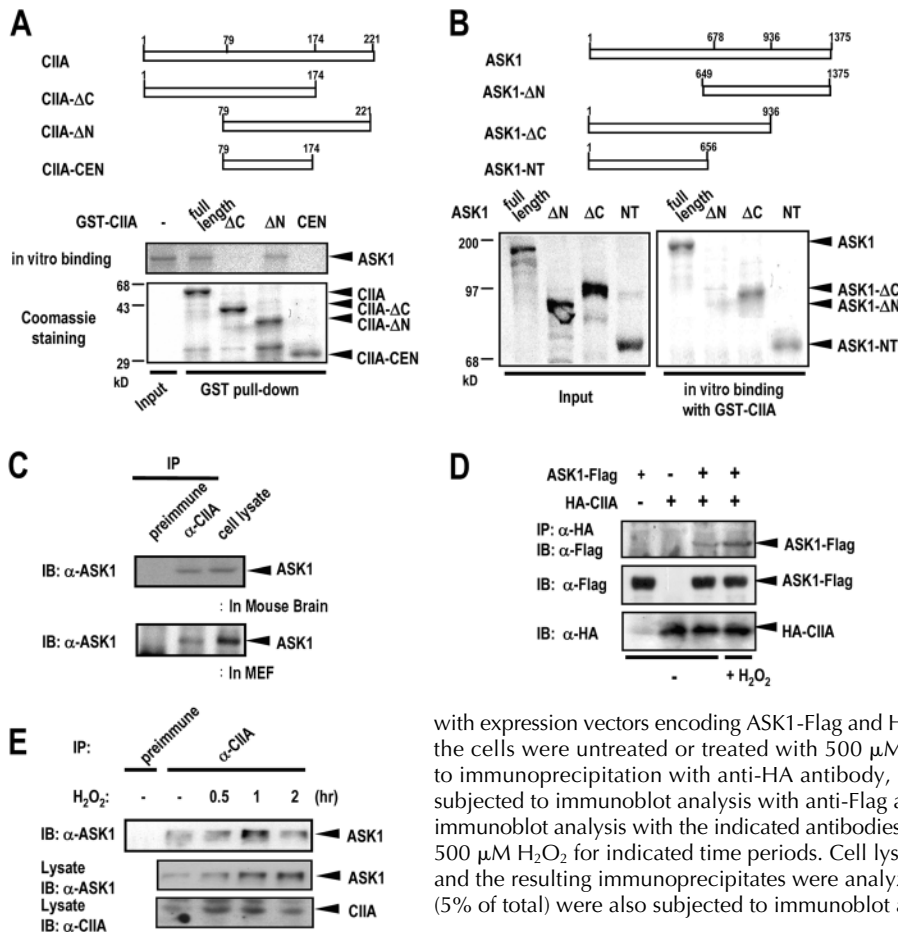 A
1 79 174 221
CIIA
1 174
CIIA-ΔC
79 221
CIIA-ΔN
79 174
CIIA-CEN
GST-CIIA - full length ΔC ΔN CEN
in vitro binding ASK1
68
43
29
kD
Coomassie staining
CIIA
CIIA-ΔC
CIIA-ΔN
CIIA-CEN
Input GST pull-down
B
1 678 936 1375
ASK1
649 1375
ASK1-ΔN
1 936
ASK1-ΔC
1 656
ASK1-NT
ASK1 full length ΔN ΔC NT full length ΔN ΔC NT
200
97
68
kD
ASK1
ASK1-ΔC
ASK1-ΔN
ASK1-NT
Input
in vitro binding with GST-CIIA
C
IP
preimmune α-CIIA cell lysate
IB: α-ASK1 ASK1
: In Mouse Brain
IB: α-ASK1 ASK1
: In MEF
D
ASK1-Flag + - + +
HA-CIIA - + + +
IP: α-HA
IB: α-Flag ASK1-Flag
IB: α-Flag ASK1-Flag
IB: α-HA HA-CIIA
- + H₂O₂
E
IP: preimmune α-CIIA
H₂O₂: - - 0.5 1 2 (hr)
IB: α-ASK1 ASK1
Lysate
IB: α-ASK1 ASK1
Lysate
IB: α-CIIA CIIA
with expression vectors encoding ASK1-Flag and H
the cells were untreated or treated with 500 μM
to immunoprecipitation with anti-HA antibody,
subjected to immunoblot analysis with anti-Flag a
immunoblot analysis with the indicated antibodies
500 μM H₂O₂ for indicated time periods. Cell lys
and the resulting immunoprecipitates were analyz
(5% of total) were also subjected to immunoblot a